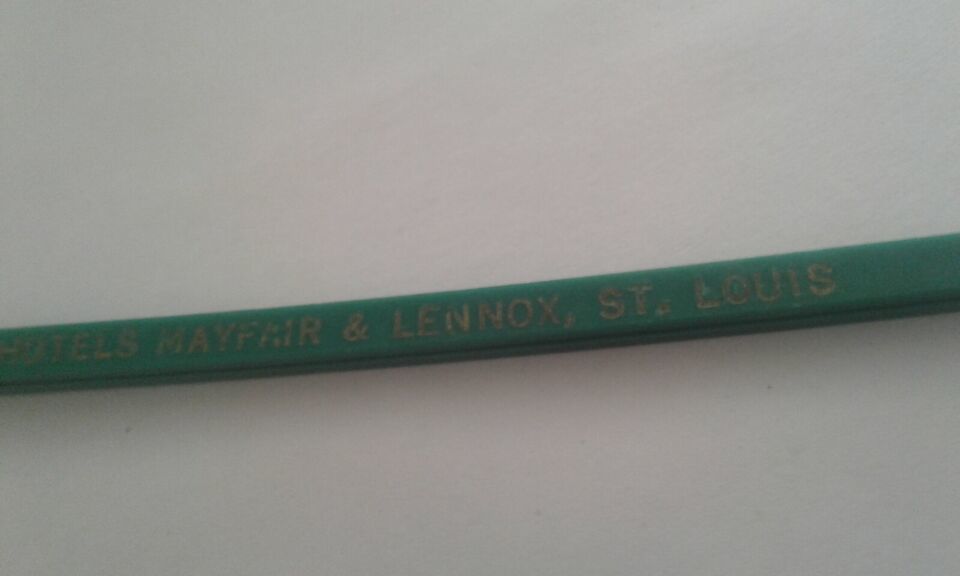 HOTELS MAYFAIR & LENNOX, ST. LOUIS